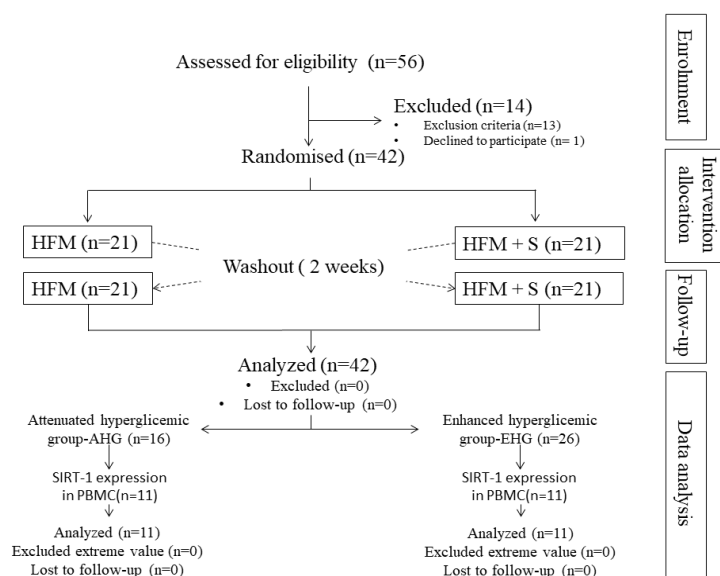 Assessed for eligibility (n=56)
Excluded (n=14)
• Exclusion criteria (n=13)
• Declined to participate (n= 1)
Randomised (n=42)
Enrolnment
HFM (n=21)
HFM + S (n=21)
Washout ( 2 weeks)
HFM (n=21)
HFM + S (n=21)
Intervention
allocation
Follow-up
Analyzed (n=42)
• Excluded (n=0)
• Lost to follow-up (n=0)
Attenuated hyperglicemic
group-AHG (n=16)
SIRT-1 expression
in PBMC(n=11)
Analyzed (n=11)
Excluded extreme value (n=0)
Lost to follow-up (n=0)
Enhanced hyperglicemic
group-EHG (n=26)
SIRT-1 expression
in PBMC(n=11)
Analyzed (n=11)
Excluded extreme value (n=0)
Lost to follow-up (n=0)
Data analysis